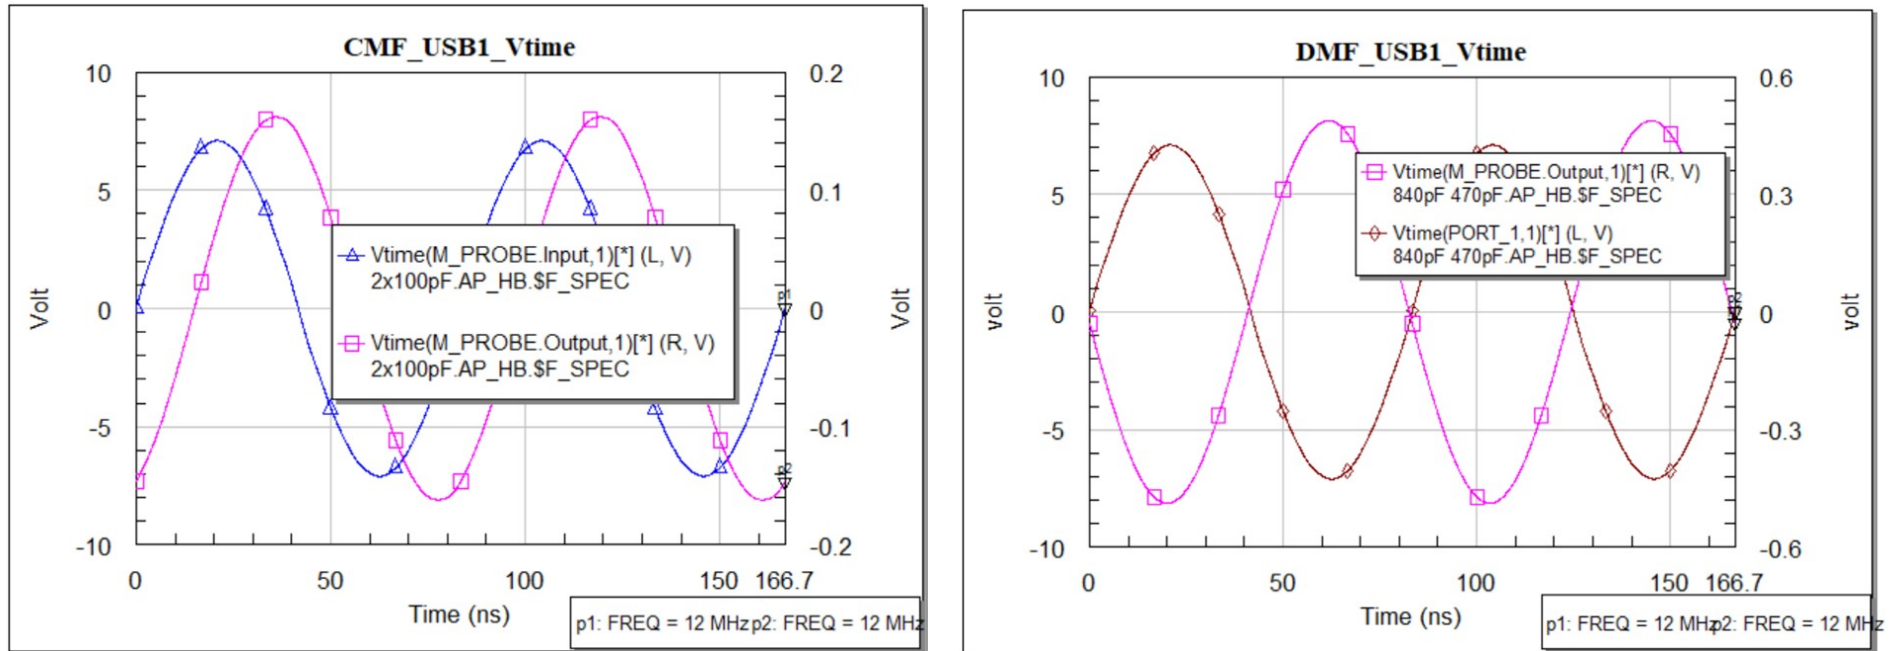 CMF_USB1_Vtime
10
5
0
-5
-10
Volt
0.2
0.1
0
-0.1
-0.2
Volt
Vtime(M_PROBE.Input,1)[*] (L, V)
2x100pF.AP_HB.$F_SPEC
Vtime(M_PROBE.Output,1)[*] (R, V)
2x100pF.AP_HB.$F_SPEC
p1
p2
0 50 100 150 166.7
Time (ns)
p1: FREQ = 12 MHz p2: FREQ = 12 MHz
DMF_USB1_Vtime
10
5
0
-5
-10
volt
0.6
0.3
0
-0.3
-0.6
volt
Vtime(M_PROBE.Output,1)[*] (R, V)
840pF 470pF.AP_HB.$F_SPEC
Vtime(PORT_1,1)[*] (L, V)
840pF 470pF.AP_HB.$F_SPEC
0 50 100 150 166.7
Time (ns)
p1: FREQ = 12 MHz p2: FREQ = 12 MHz